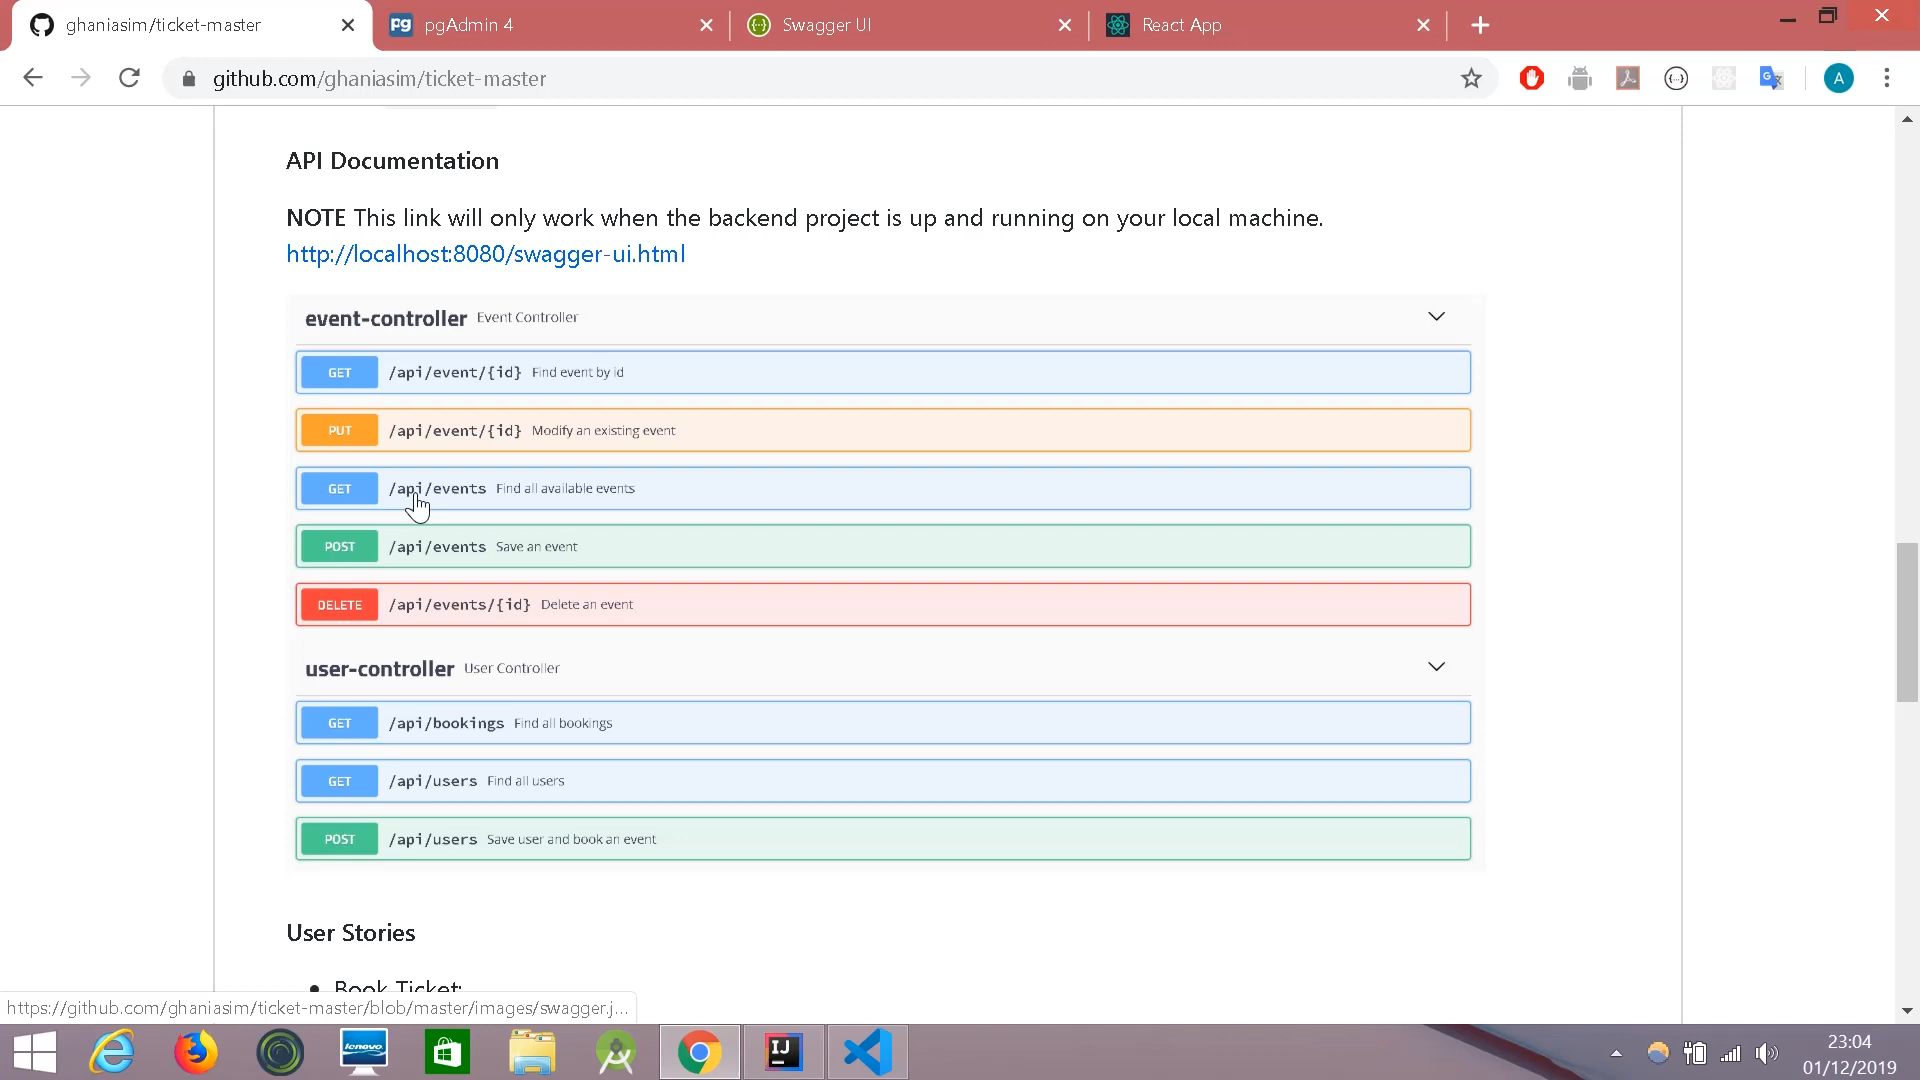 ghaniasim/ticket-master
pgAdmin 4
Swagger UI
React App
github.com/ghaniasim/ticket-master
A
API Documentation
NOTE This link will only work when the backend project is up and running on your local machine.
http://localhost:8080/swagger-ui.html
event-controller Event Controller
GET /api/event/{id} Find event by id
PUT /api/event/{id} Modify an existing event
GET /api/events Find all available events
POST /api/events Save an event
DELETE /api/events/{id} Delete an event
user-controller User Controller
GET /api/bookings Find all bookings
GET /api/users Find all users
POST /api/users Save user and book an event
User Stories
• Book Ticket:
https://github.com/ghaniasim/ticket-master/blob/master/images/swagger.j...
lenovo
IJ
23:04
01/12/2019